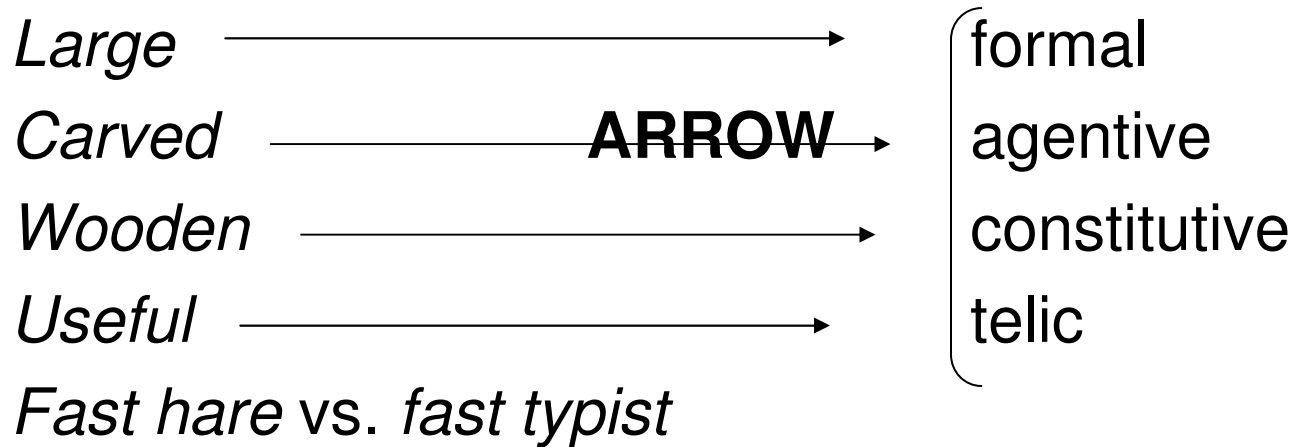 Large formal
Carved ARROW agentive
Wooden constitutive
Useful telic
Fast hare vs. fast typist